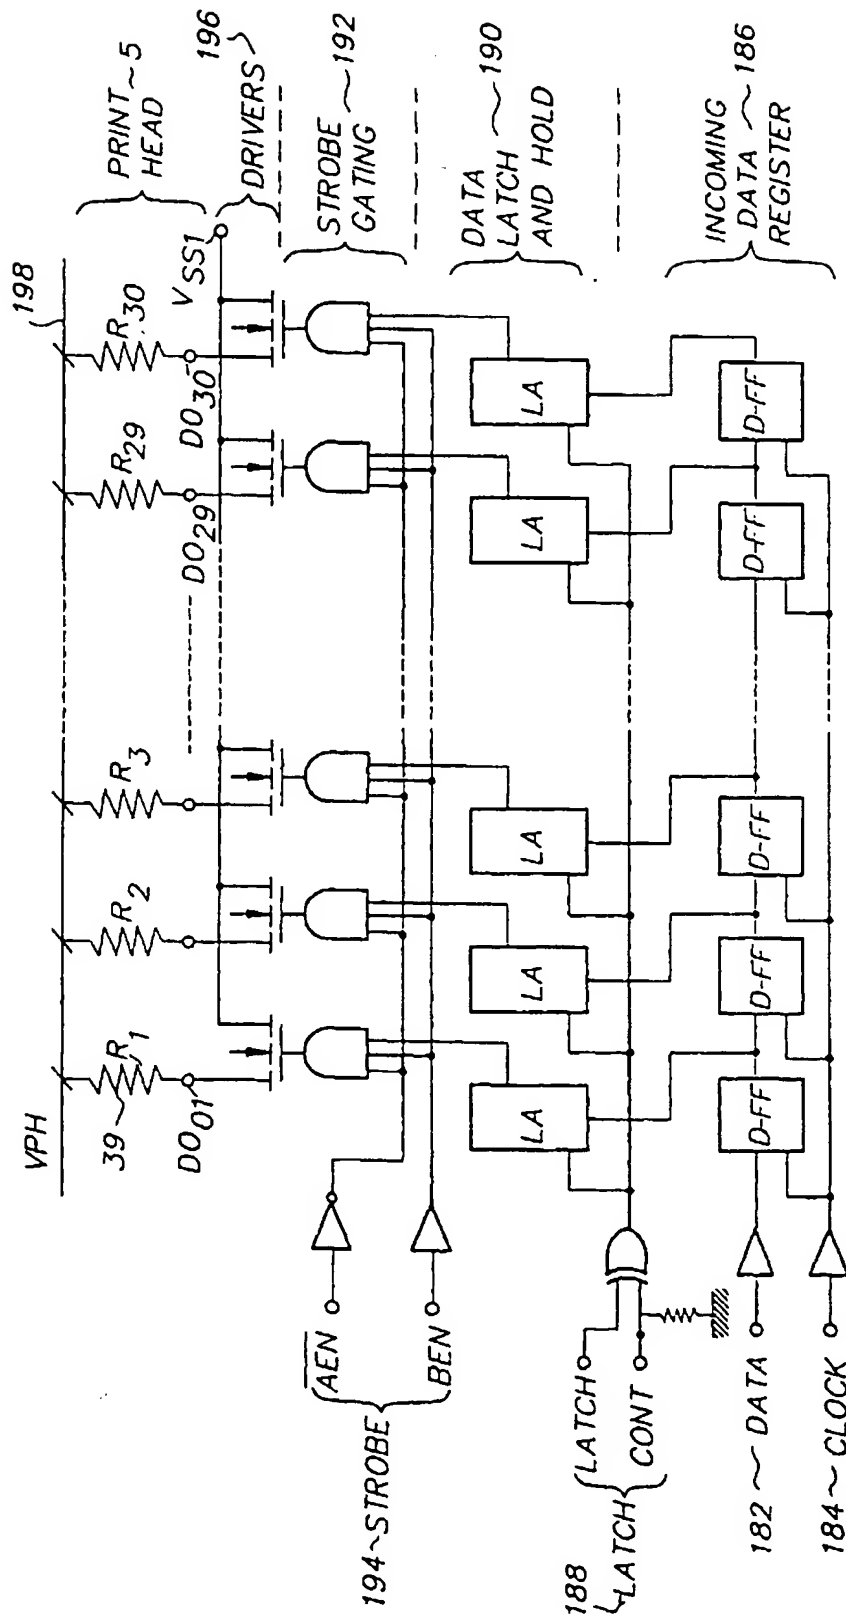 VPH
198
39
R1
R2
R3
R29
R.30
PRINT
HEAD
5
DO01
DO29
DO30
VSS1
DRIVERS
196
AEN
BEN
194 STROBE
STROBE
GATING
192
LATCH
CONT
188
LATCH
LA
LA
LA
LA
LA
DATA
LATCH
AND HOLD
190
182 DATA
184 CLOCK
D-FF
D-FF
D-FF
D-FF
D-FF
INCOMING
DATA
REGISTER
186